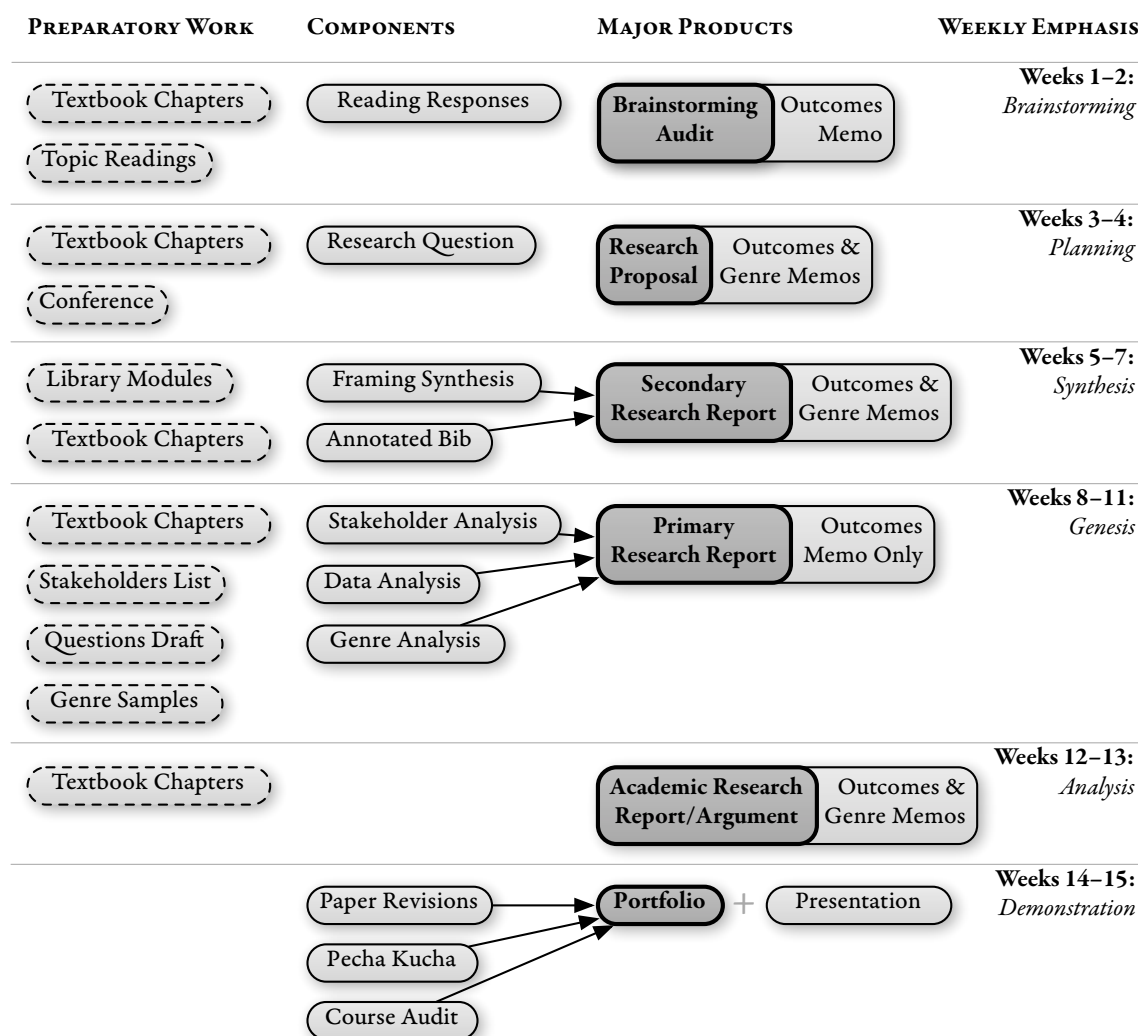 PREPARATORY WORK
COMPONENTS
MAJOR PRODUCTS
WEEKLY EMPHASIS
Textbook Chapters
Topic Readings
Reading Responses
Brainstorming
Audit
Outcomes
Memo
Weeks 1–2:
Brainstorming
Textbook Chapters
Conference
Research Question
Research
Proposal
Outcomes &
Genre Memos
Weeks 3–4:
Planning
Library Modules
Textbook Chapters
Framing Synthesis
Annotated Bib
Secondary
Research Report
Outcomes &
Genre Memos
Weeks 5–7:
Synthesis
Textbook Chapters
Stakeholders List
Questions Draft
Genre Samples
Stakeholder Analysis
Data Analysis
Genre Analysis
Primary
Research Report
Outcomes
Memo Only
Weeks 8–11:
Genesis
Textbook Chapters
Academic Research
Report/Argument
Outcomes &
Genre Memos
Weeks 12–13:
Analysis
Paper Revisions
Pecha Kucha
Course Audit
Portfolio
+
Presentation
Weeks 14–15:
Demonstration